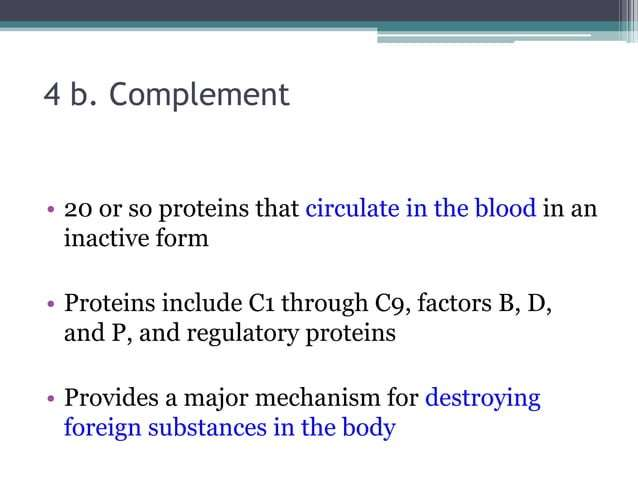 4 b. Complement
• 20 or so proteins that circulate in the blood in an
inactive form
• Proteins include C1 through C9, factors B, D,
and P, and regulatory proteins
• Provides a major mechanism for destroying
foreign substances in the body